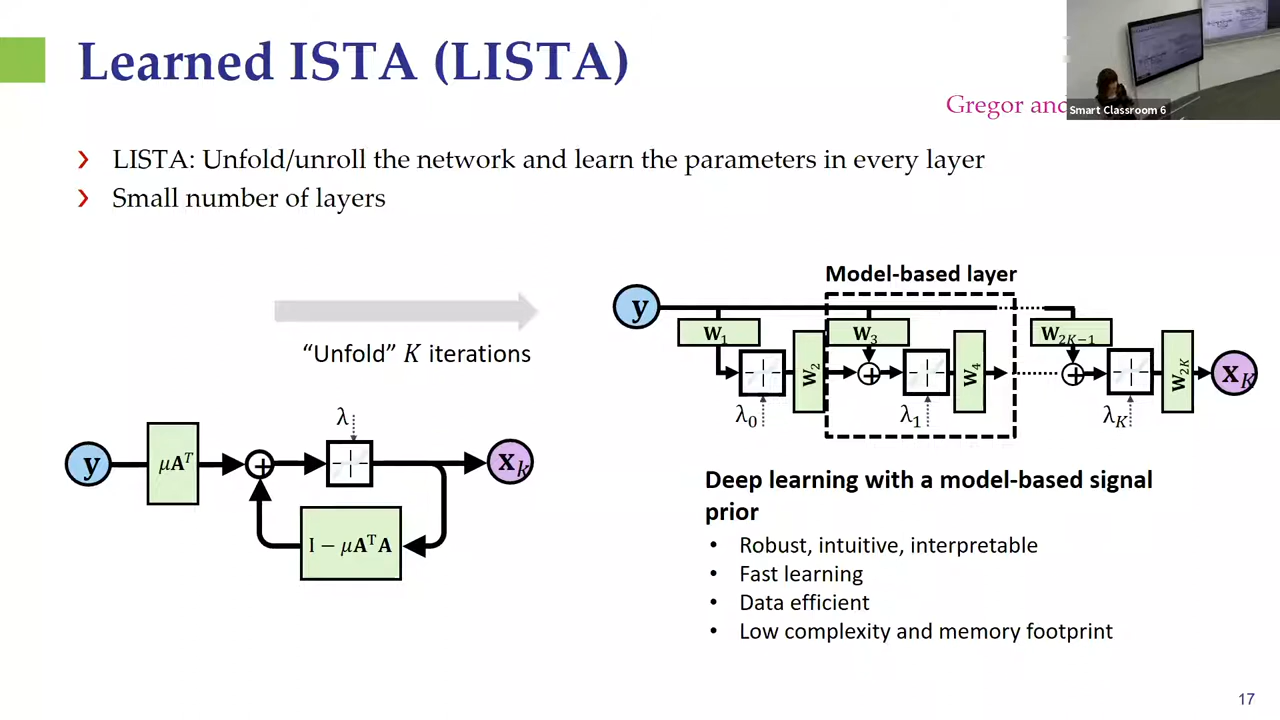 Learned ISTA (LISTA)
Gregor and
Smart Classroom 6
› LISTA: Unfold/unroll the network and learn the parameters in every layer
› Small number of layers
Model-based layer
y
W₁
W₂
W₃
W₄
W₂ₖ₋₁
W₂ₖ
x_K
λ₀
λ₁
λ_K
“Unfold” K iterations
y
μAᵀ
+
λ
x_k
I − μAᵀA
Deep learning with a model-based signal
prior
• Robust, intuitive, interpretable
• Fast learning
• Data efficient
• Low complexity and memory footprint
17